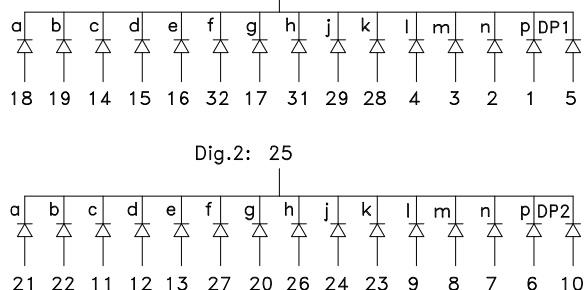 a b c d e f g h j k l m n p DP1
18 19 14 15 16 32 17 31 29 28 4 3 2 1 5
Dig.2: 25
a b c d e f g h j k l m n p DP2
21 22 11 12 13 27 20 26 24 23 9 8 7 6 10